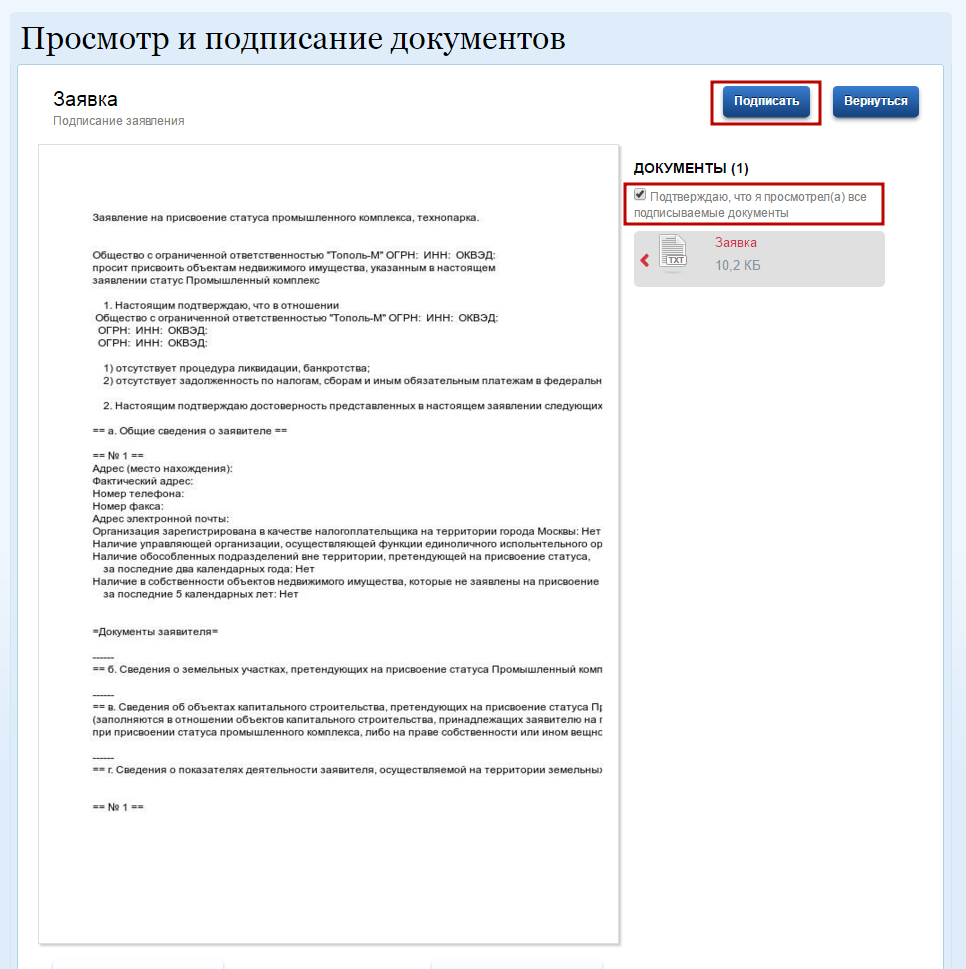 Просмотр и подписание документов
Заявка
Подписание заявления
Подписать
Вернуться
ДОКУМЕНТЫ (1)
Подтверждаю, что я просмотрел(а) все
подписываемые документы
TXT
Заявка
10,2 КБ
Заявление на присвоение статуса промышленного комплекса, технопарка.
Общество с ограниченной ответственностью "Тополь-М" ОГРН: ИНН: ОКВЭД:
просит присвоить объектам недвижимого имущества, указанным в настоящем
заявлении статус Промышленный комплекс
1. Настоящим подтверждаю, что в отношении
Общество с ограниченной ответственностью "Тополь-М" ОГРН: ИНН: ОКВЭД:
ОГРН: ИНН: ОКВЭД:
ОГРН: ИНН: ОКВЭД:
1) отсутствует процедура ликвидации, банкротства;
2) отсутствует задолженность по налогам, сборам и иным обязательным платежам в федеральн
2. Настоящим подтверждаю достоверность представленных в настоящем заявлении следующих
== а. Общие сведения о заявителе ==
== № 1 ==
Адрес (место нахождения):
Фактический адрес:
Номер телефона:
Номер факса:
Адрес электронной почты:
Организация зарегистрирована в качестве налогоплательщика на территории города Москвы: Нет
Наличие управляющей организации, осуществляющей функции единоличного испольнтельного ор
Наличие обособленных подразделений вне территории, претендующей на присвоение статуса,
за последние два календарных года: Нет
Наличие в собственности объектов недвижимого имущества, которые не заявлены на присвоение
за последние 5 календарных лет: Нет
=Документы заявителя=
------
== б. Сведения о земельных участках, претендующих на присвоение статуса Промышленный комп
------
== в. Сведения об объектах капитального строительства, претендующих на присвоение статуса Пр
(заполняются в отношении объектов капитального строительства, принадлежащих заявителю на п
при присвоении статуса промышленного комплекса, либо на праве собственности или ином вещно
------
== г. Сведения о показателях деятельности заявителя, осуществляемой на территории земельных
== № 1 ==